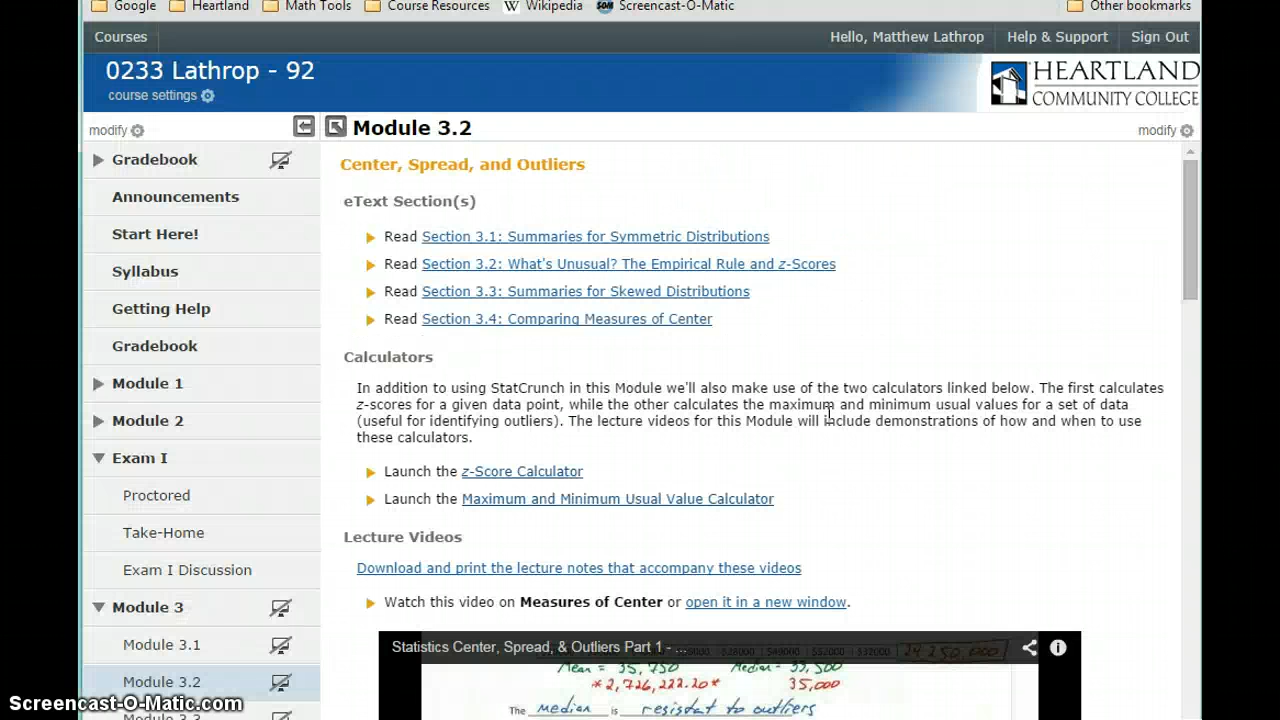 Google Heartland Math Tools Course Resources Wikipedia Screencast-O-Matic Other bookmarks
Courses Hello, Matthew Lathrop Help & Support Sign Out
0233 Lathrop - 92
course settings
HEARTLAND
COMMUNITY COLLEGE
modify
Module 3.2
modify
Gradebook
Announcements
Start Here!
Syllabus
Getting Help
Gradebook
Module 1
Module 2
Exam I
Proctored
Take-Home
Exam I Discussion
Module 3
Module 3.1
Module 3.2
Center, Spread, and Outliers
eText Section(s)
Read Section 3.1: Summaries for Symmetric Distributions
Read Section 3.2: What's Unusual? The Empirical Rule and z-Scores
Read Section 3.3: Summaries for Skewed Distributions
Read Section 3.4: Comparing Measures of Center
Calculators
In addition to using StatCrunch in this Module we'll also make use of the two calculators linked below. The first calculates
z-scores for a given data point, while the other calculates the maximum and minimum usual values for a set of data
(useful for identifying outliers). The lecture videos for this Module will include demonstrations of how and when to use
these calculators.
Launch the z-Score Calculator
Launch the Maximum and Minimum Usual Value Calculator
Lecture Videos
Download and print the lecture notes that accompany these videos
Watch this video on Measures of Center or open it in a new window.
Statistics Center, Spread, & Outliers Part 1 - ...
Mean = 35,750 Median = 33,500
*2,726,222.20* 35,000
The median is resistant to outliers
Screencast-O-Matic.com